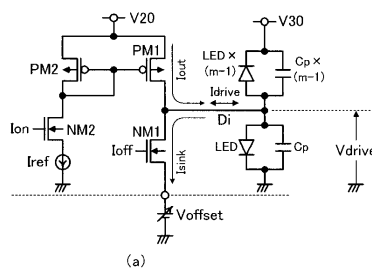 V20
V30
PM2
PM1
Iout
LED×
(m-1)
Cp×
(m-1)
Idrive
Di
Ion
NM2
NM1
Ioff
Isink
LED
Cp
Vdrive
Iref
Voffset
(a)